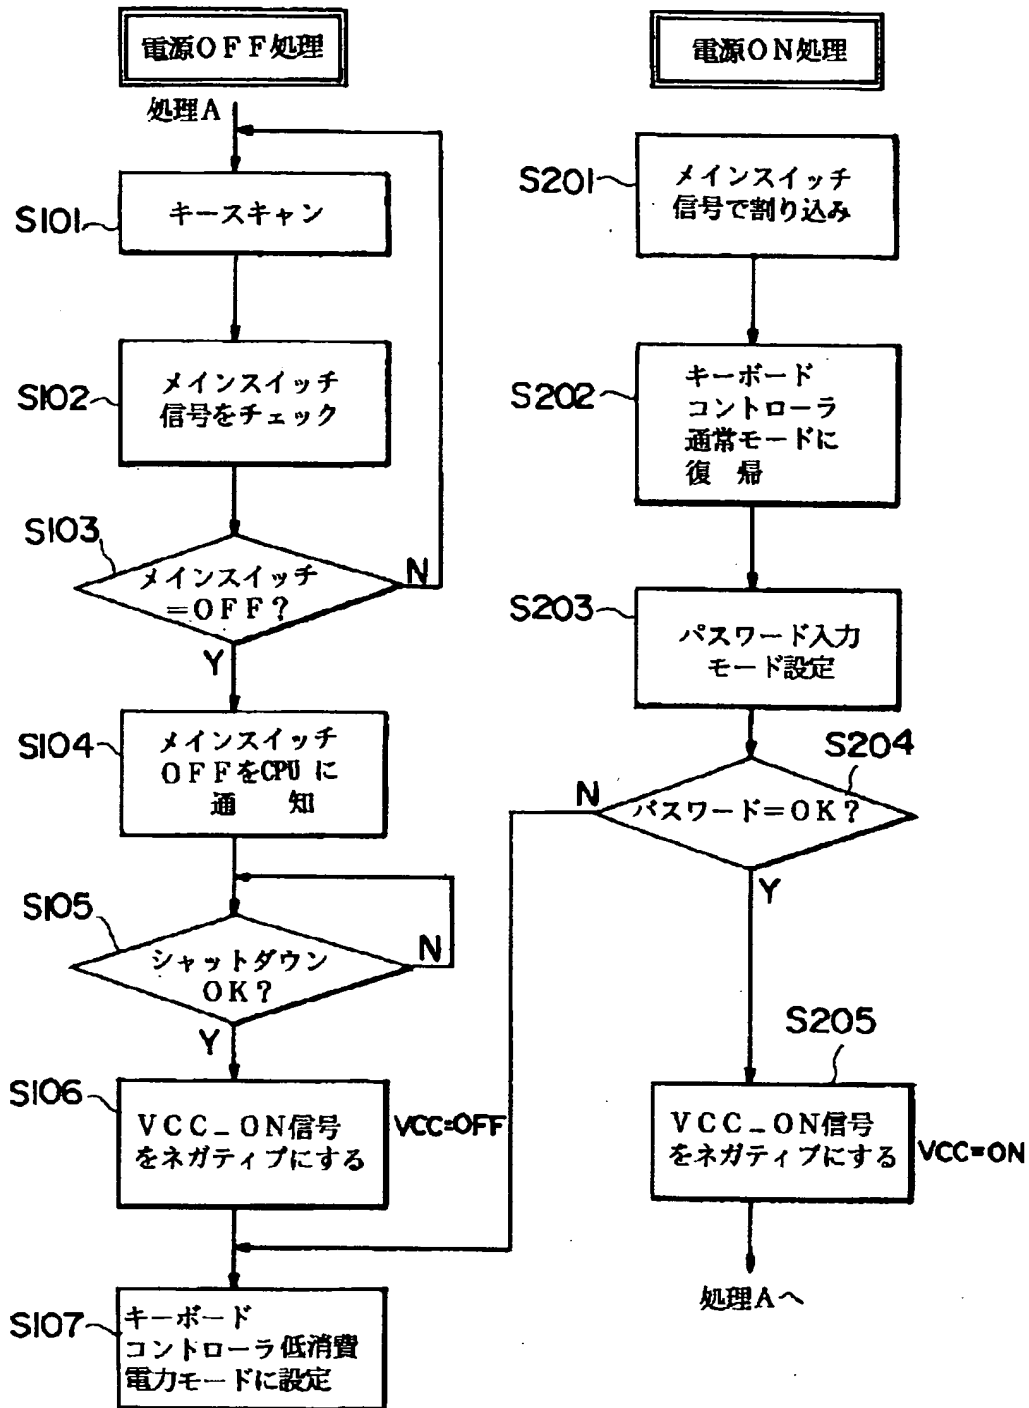 電源OFF処理
処理A
S101
キースキャン
S102
メインスイッチ
信号をチェック
S103
メインスイッチ
=OFF?
N
Y
S104
メインスイッチ
OFFをCPUに
通 知
S105
シャットダウン
OK?
N
Y
S106
VCC_ON信号
をネガティブにする
VCC=OFF
S107
キーボード
コントローラ低消費
電力モードに設定
電源ON処理
S201
メインスイッチ
信号で割り込み
S202
キーボード
コントローラ
通常モードに
復 帰
S203
パスワード入力
モード設定
S204
パスワード=OK?
N
Y
S205
VCC_ON信号
をネガティブにする
VCC=ON
処理Aへ